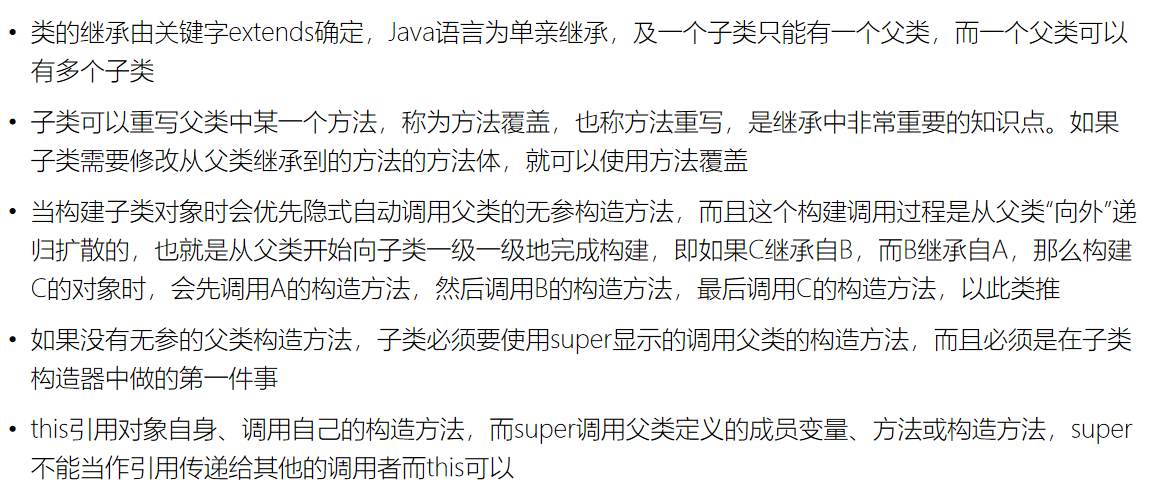 • 类的继承由关键字extends确定，Java语言为单亲继承，及一个子类只能有一个父类，而一个父类可以
有多个子类
• 子类可以重写父类中某一个方法，称为方法覆盖，也称方法重写，是继承中非常重要的知识点。如果
子类需要修改从父类继承到的方法的方法体，就可以使用方法覆盖
• 当构建子类对象时会优先隐式自动调用父类的无参构造方法，而且这个构建调用过程是从父类“向外”递
归扩散的，也就是从父类开始向子类一级一级地完成构建，即如果C继承自B，而B继承自A，那么构建
C的对象时，会先调用A的构造方法，然后调用B的构造方法，最后调用C的构造方法，以此类推
• 如果没有无参的父类构造方法，子类必须要使用super显示的调用父类的构造方法，而且必须是在子类
构造器中做的第一件事
• this引用对象自身、调用自己的构造方法，而super调用父类定义的成员变量、方法或构造方法，super
不能当作引用传递给其他的调用者而this可以